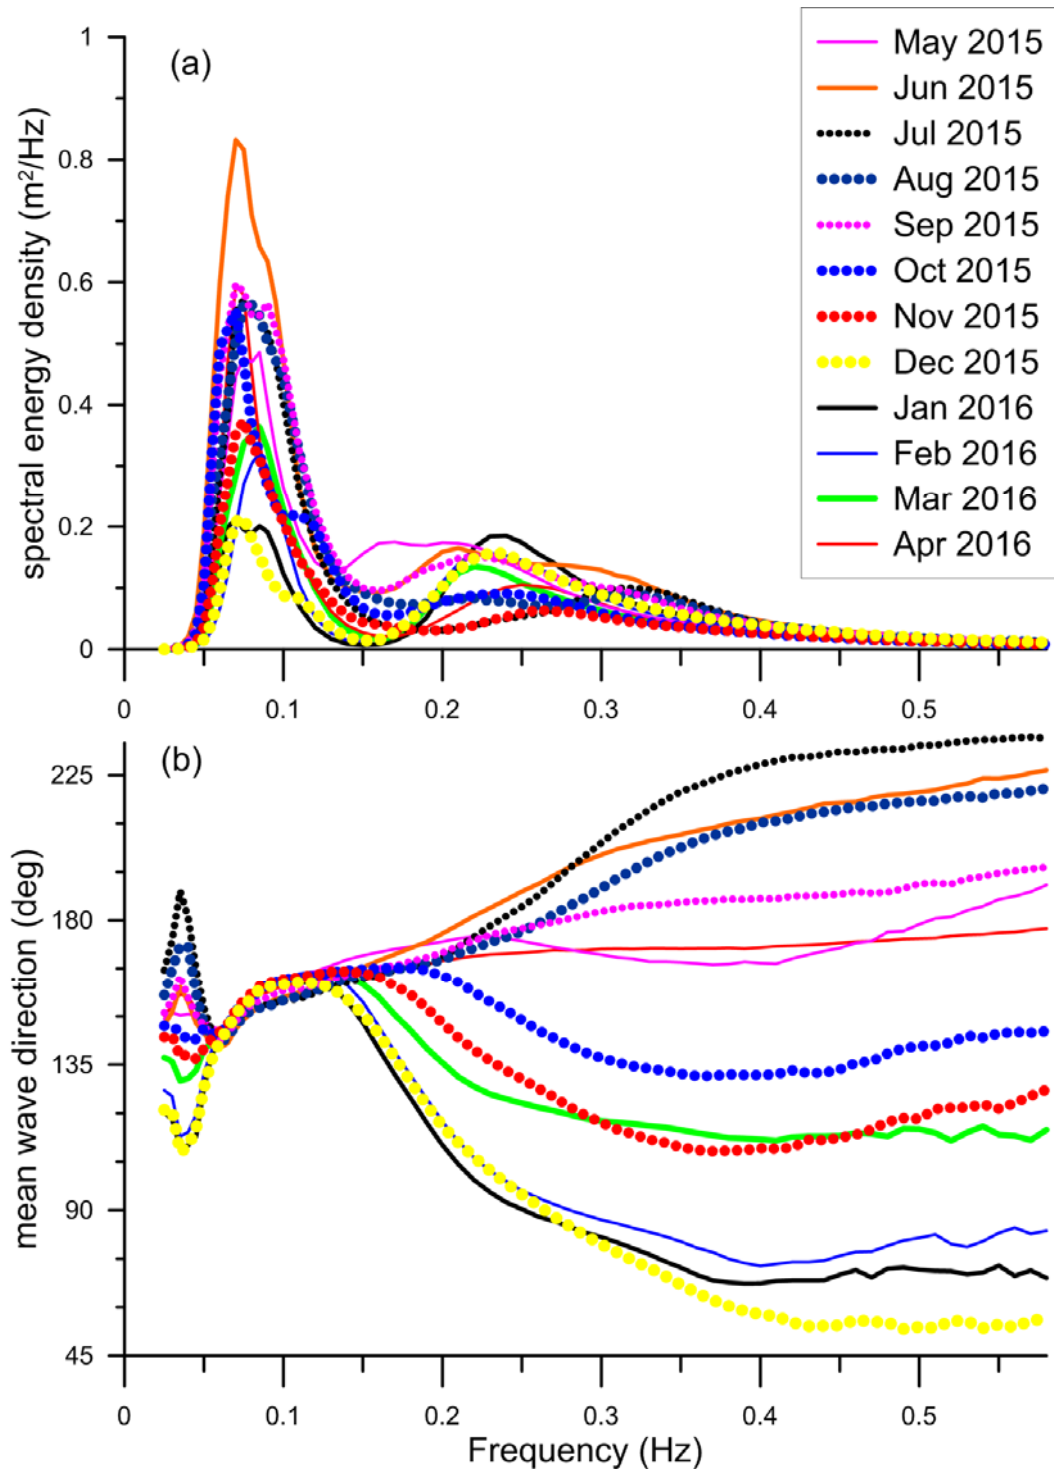 (a)
1
0.8
0.6
0.4
0.2
0
spectral energy density (m²/Hz)
0 0.1 0.2 0.3 0.4 0.5
May 2015
Jun 2015
Jul 2015
Aug 2015
Sep 2015
Oct 2015
Nov 2015
Dec 2015
Jan 2016
Feb 2016
Mar 2016
Apr 2016
(b)
225
180
135
90
45
mean wave direction (deg)
0 0.1 0.2 0.3 0.4 0.5
Frequency (Hz)